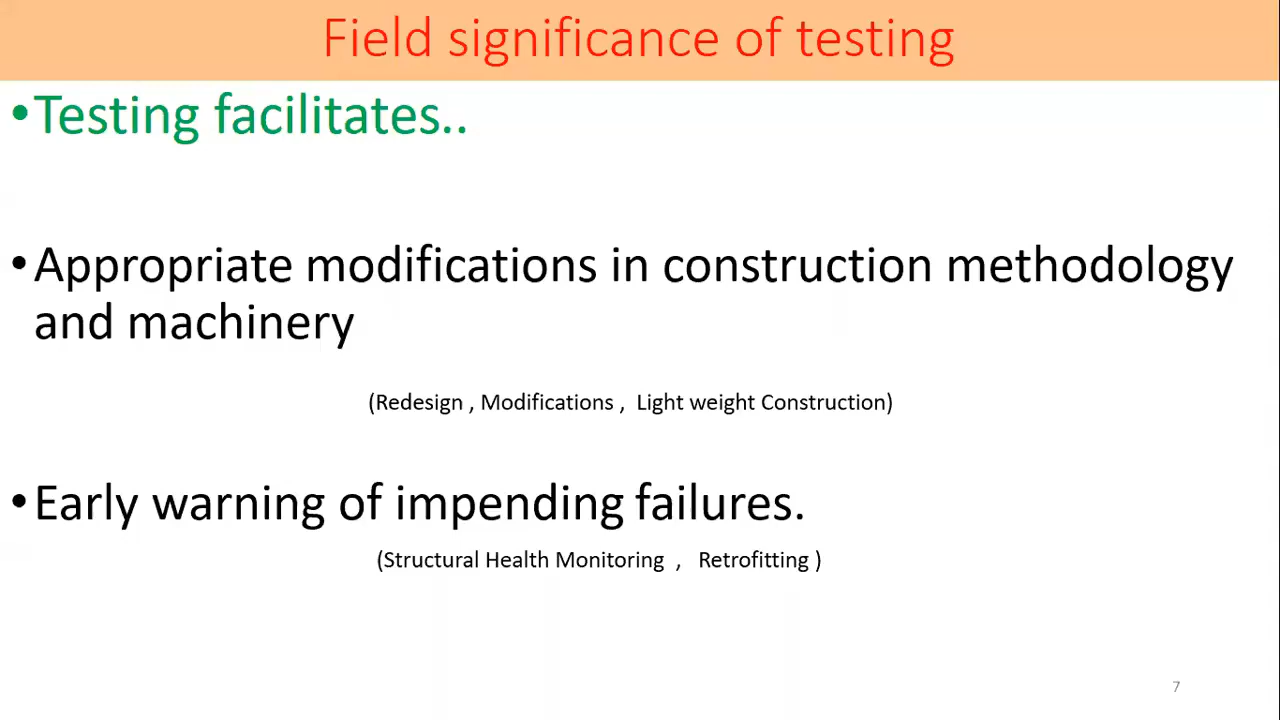 Field significance of testing
•Testing facilitates..
•Appropriate modifications in construction methodology
and machinery
(Redesign , Modifications ,  Light weight Construction)
•Early warning of impending failures.
(Structural Health Monitoring  ,   Retrofitting )
7